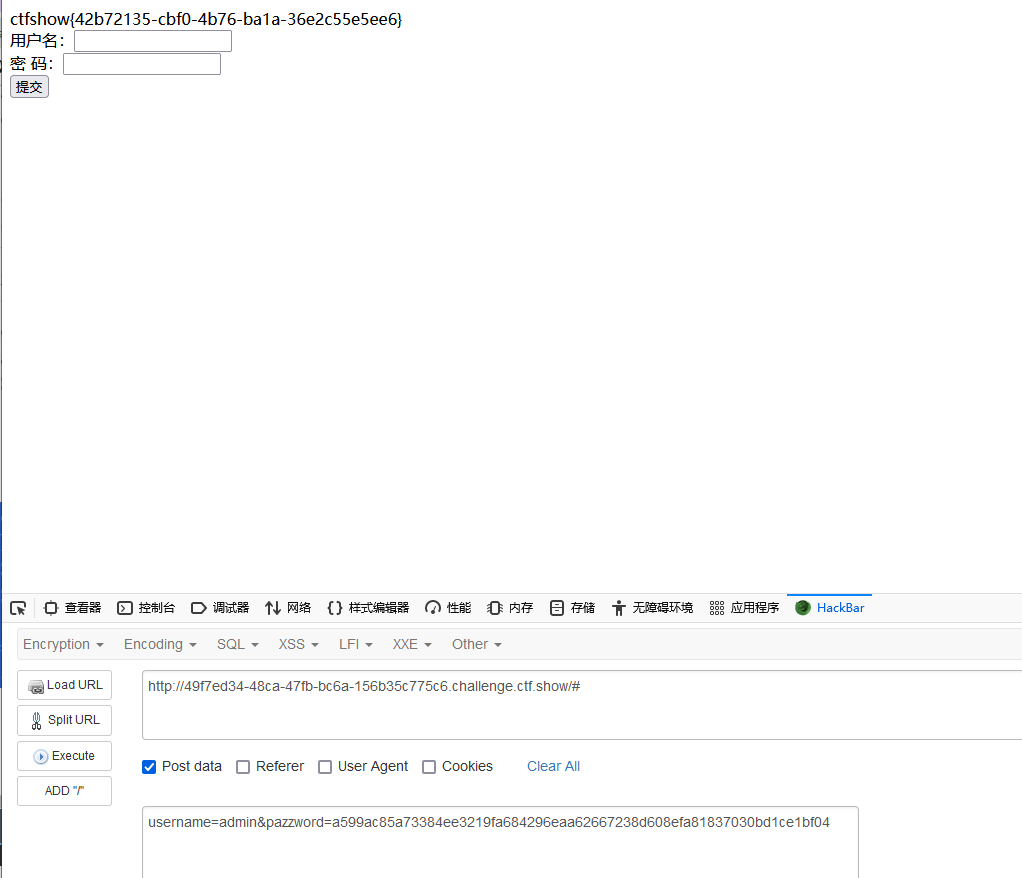 ctfshow{42b72135-cbf0-4b76-ba1a-36e2c55e5ee6}
用户名：
密 码：
提交
查看器 控制台 调试器 网络 样式编辑器 性能 内存 存储 无障碍环境 应用程序 HackBar
Encryption Encoding SQL XSS LFI XXE Other
Load URL
http://49f7ed34-48ca-47fb-bc6a-156b35c775c6.challenge.ctf.show/#
Split URL
Execute
Post data Referer User Agent Cookies Clear All
ADD "/"
username=admin&pazzword=a599ac85a73384ee3219fa684296eaa62667238d608efa81837030bd1ce1bf04